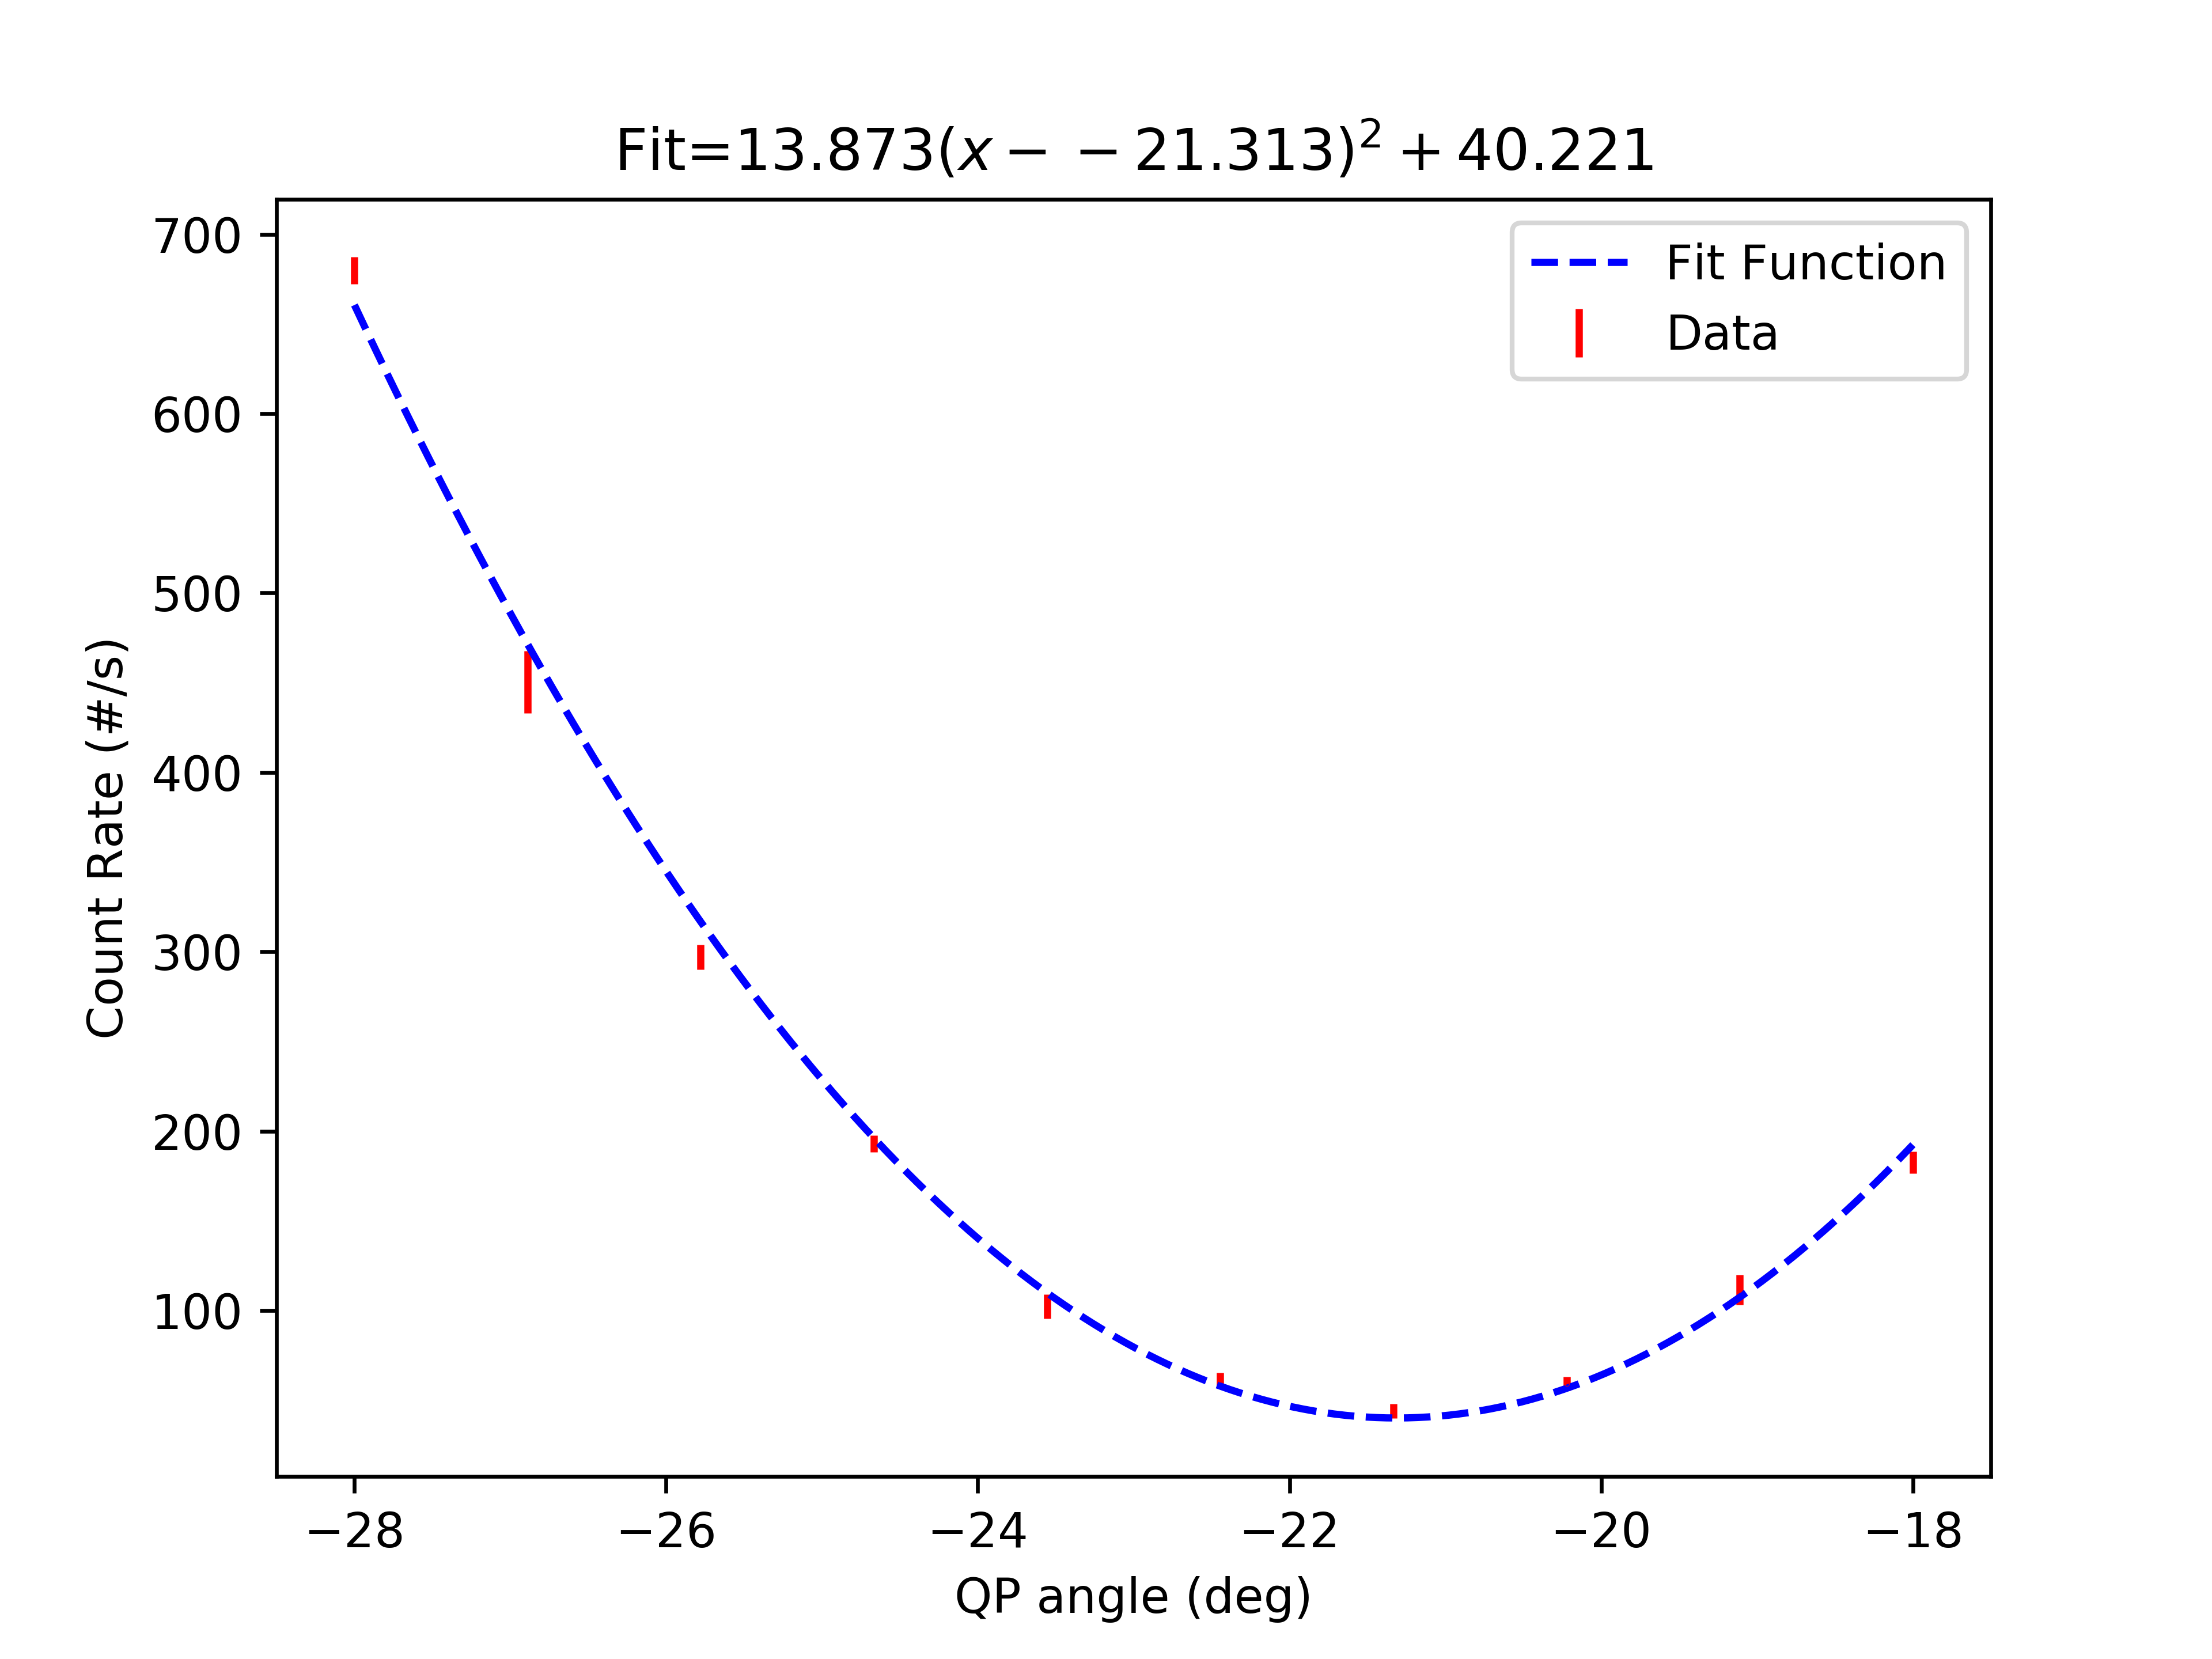 Fit=13.873(x − −21.313)² + 40.221
Fit Function
Data
700
600
500
400
300
200
100
Count Rate (#/s)
−28 −26 −24 −22 −20 −18
QP angle (deg)